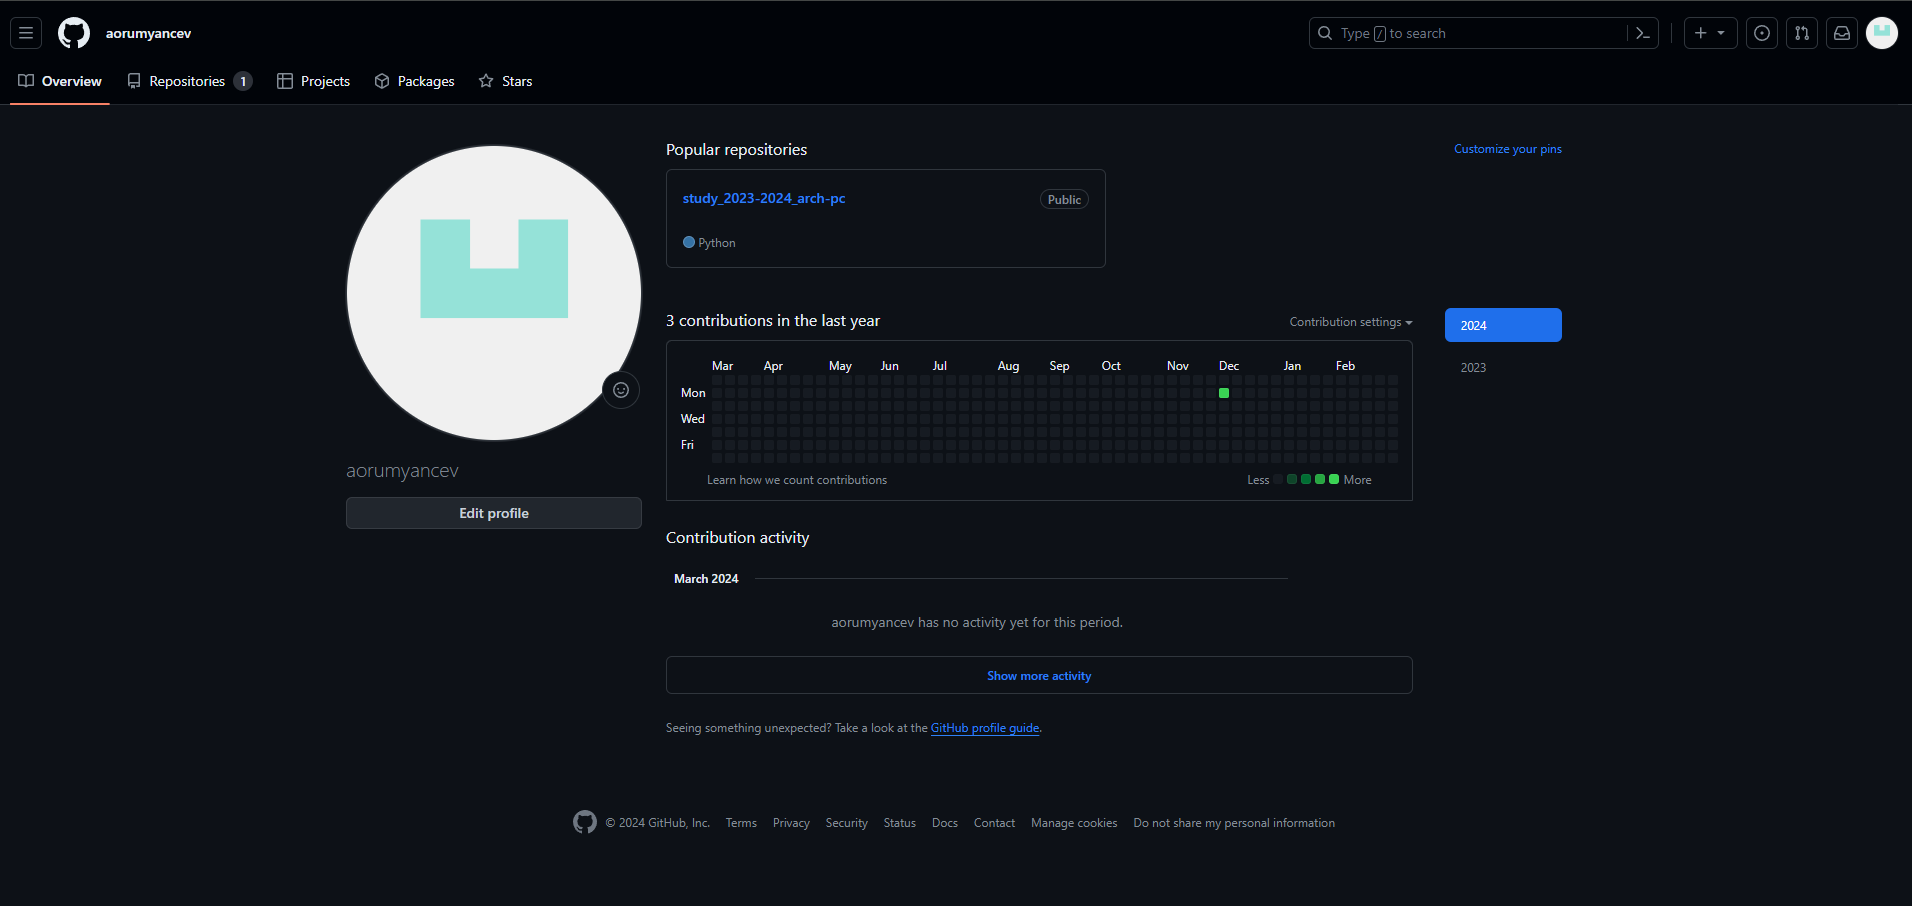 aorumyancev
Type / to search
Overview
Repositories 1
Projects
Packages
Stars
Popular repositories
Customize your pins
study_2023-2024_arch-pc
Public
Python
3 contributions in the last year
Contribution settings
2024
2023
Mar Apr May Jun Jul Aug Sep Oct Nov Dec Jan Feb
Mon
Wed
Fri
Learn how we count contributions
Less More
aorumyancev
Edit profile
Contribution activity
March 2024
aorumyancev has no activity yet for this period.
Show more activity
Seeing something unexpected? Take a look at the GitHub profile guide.
© 2024 GitHub, Inc. Terms Privacy Security Status Docs Contact Manage cookies Do not share my personal information